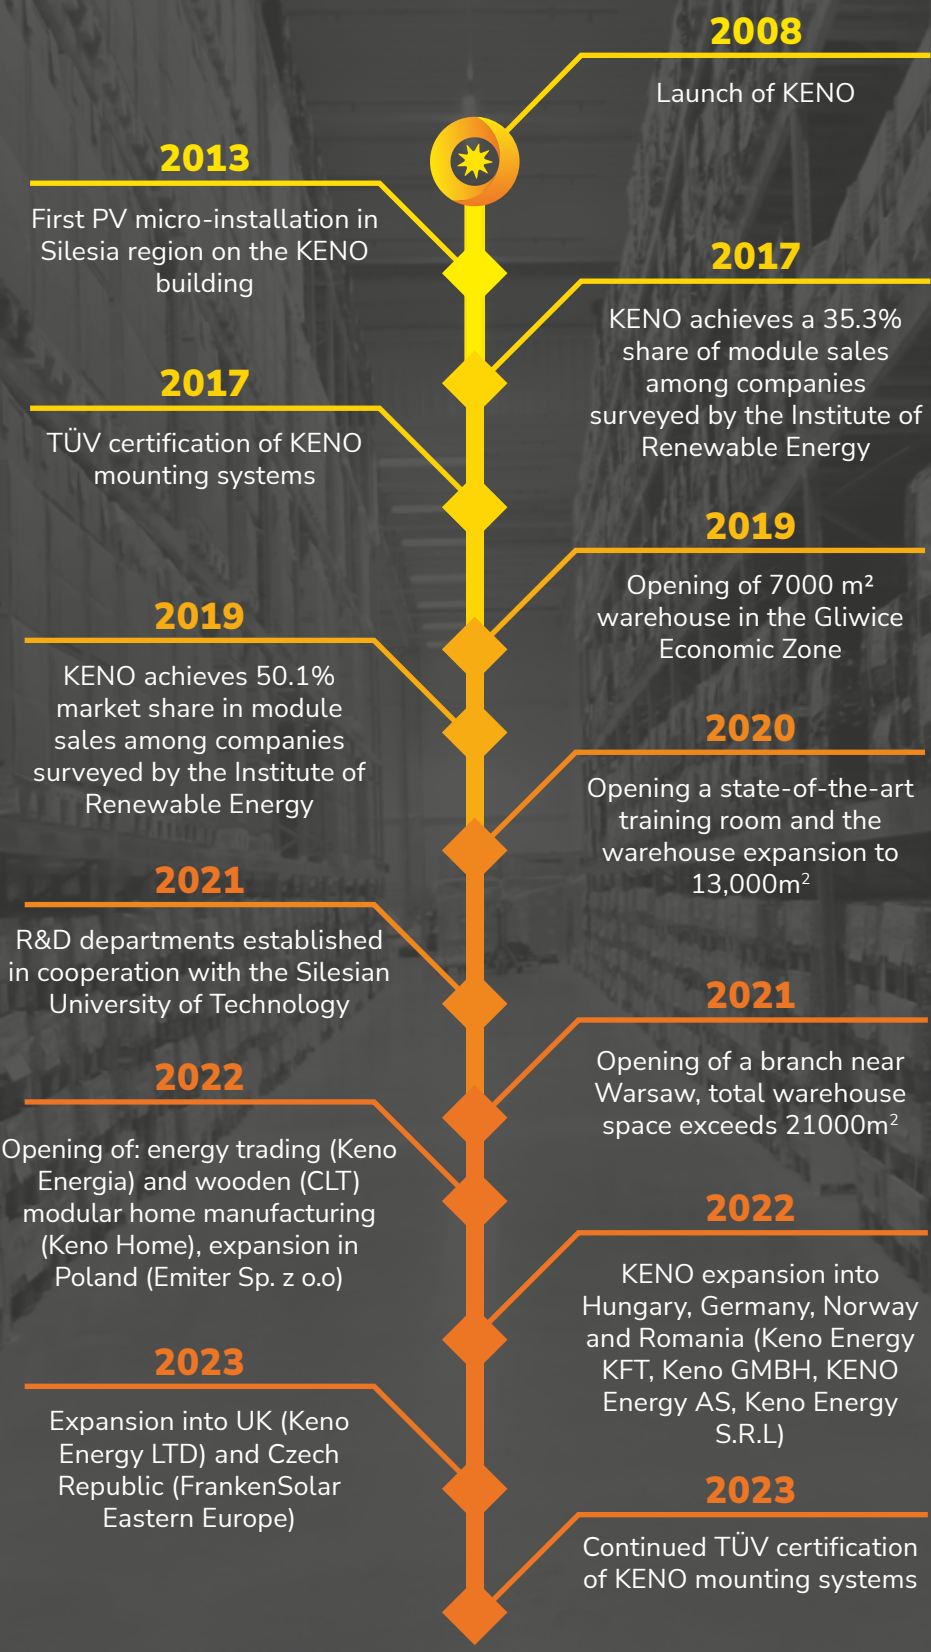 2008
Launch of KENO
2013
First PV micro-installation in
Silesia region on the KENO
building
2017
KENO achieves a 35.3%
share of module sales
among companies
surveyed by the Institute of
Renewable Energy
2017
TÜV certification of KENO
mounting systems
2019
Opening of 7000 m²
warehouse in the Gliwice
Economic Zone
2019
KENO achieves 50.1%
market share in module
sales among companies
surveyed by the Institute of
Renewable Energy
2020
Opening a state-of-the-art
training room and the
warehouse expansion to
13,000m²
2021
R&D departments established
in cooperation with the Silesian
University of Technology
2021
Opening of a branch near
Warsaw, total warehouse
space exceeds 21000m²
2022
Opening of: energy trading (Keno
Energia) and wooden (CLT)
modular home manufacturing
(Keno Home), expansion in
Poland (Emiter Sp. z o.o)
2022
KENO expansion into
Hungary, Germany, Norway
and Romania (Keno Energy
KFT, Keno GMBH, KENO
Energy AS, Keno Energy
S.R.L)
2023
Expansion into UK (Keno
Energy LTD) and Czech
Republic (FrankenSolar
Eastern Europe)
2023
Continued TÜV certification
of KENO mounting systems